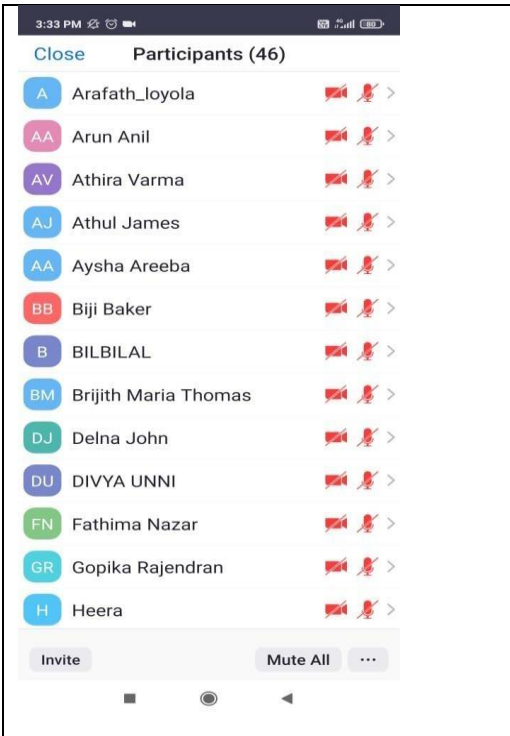 3:33 PM 80
Close Participants (46)
A Arafath_loyola
AA Arun Anil
AV Athira Varma
AJ Athul James
AA Aysha Areeba
BB Biji Baker
B BILBILAL
BM Brijith Maria Thomas
DJ Delna John
DU DIVYA UNNI
FN Fathima Nazar
GR Gopika Rajendran
H Heera
Invite Mute All ...